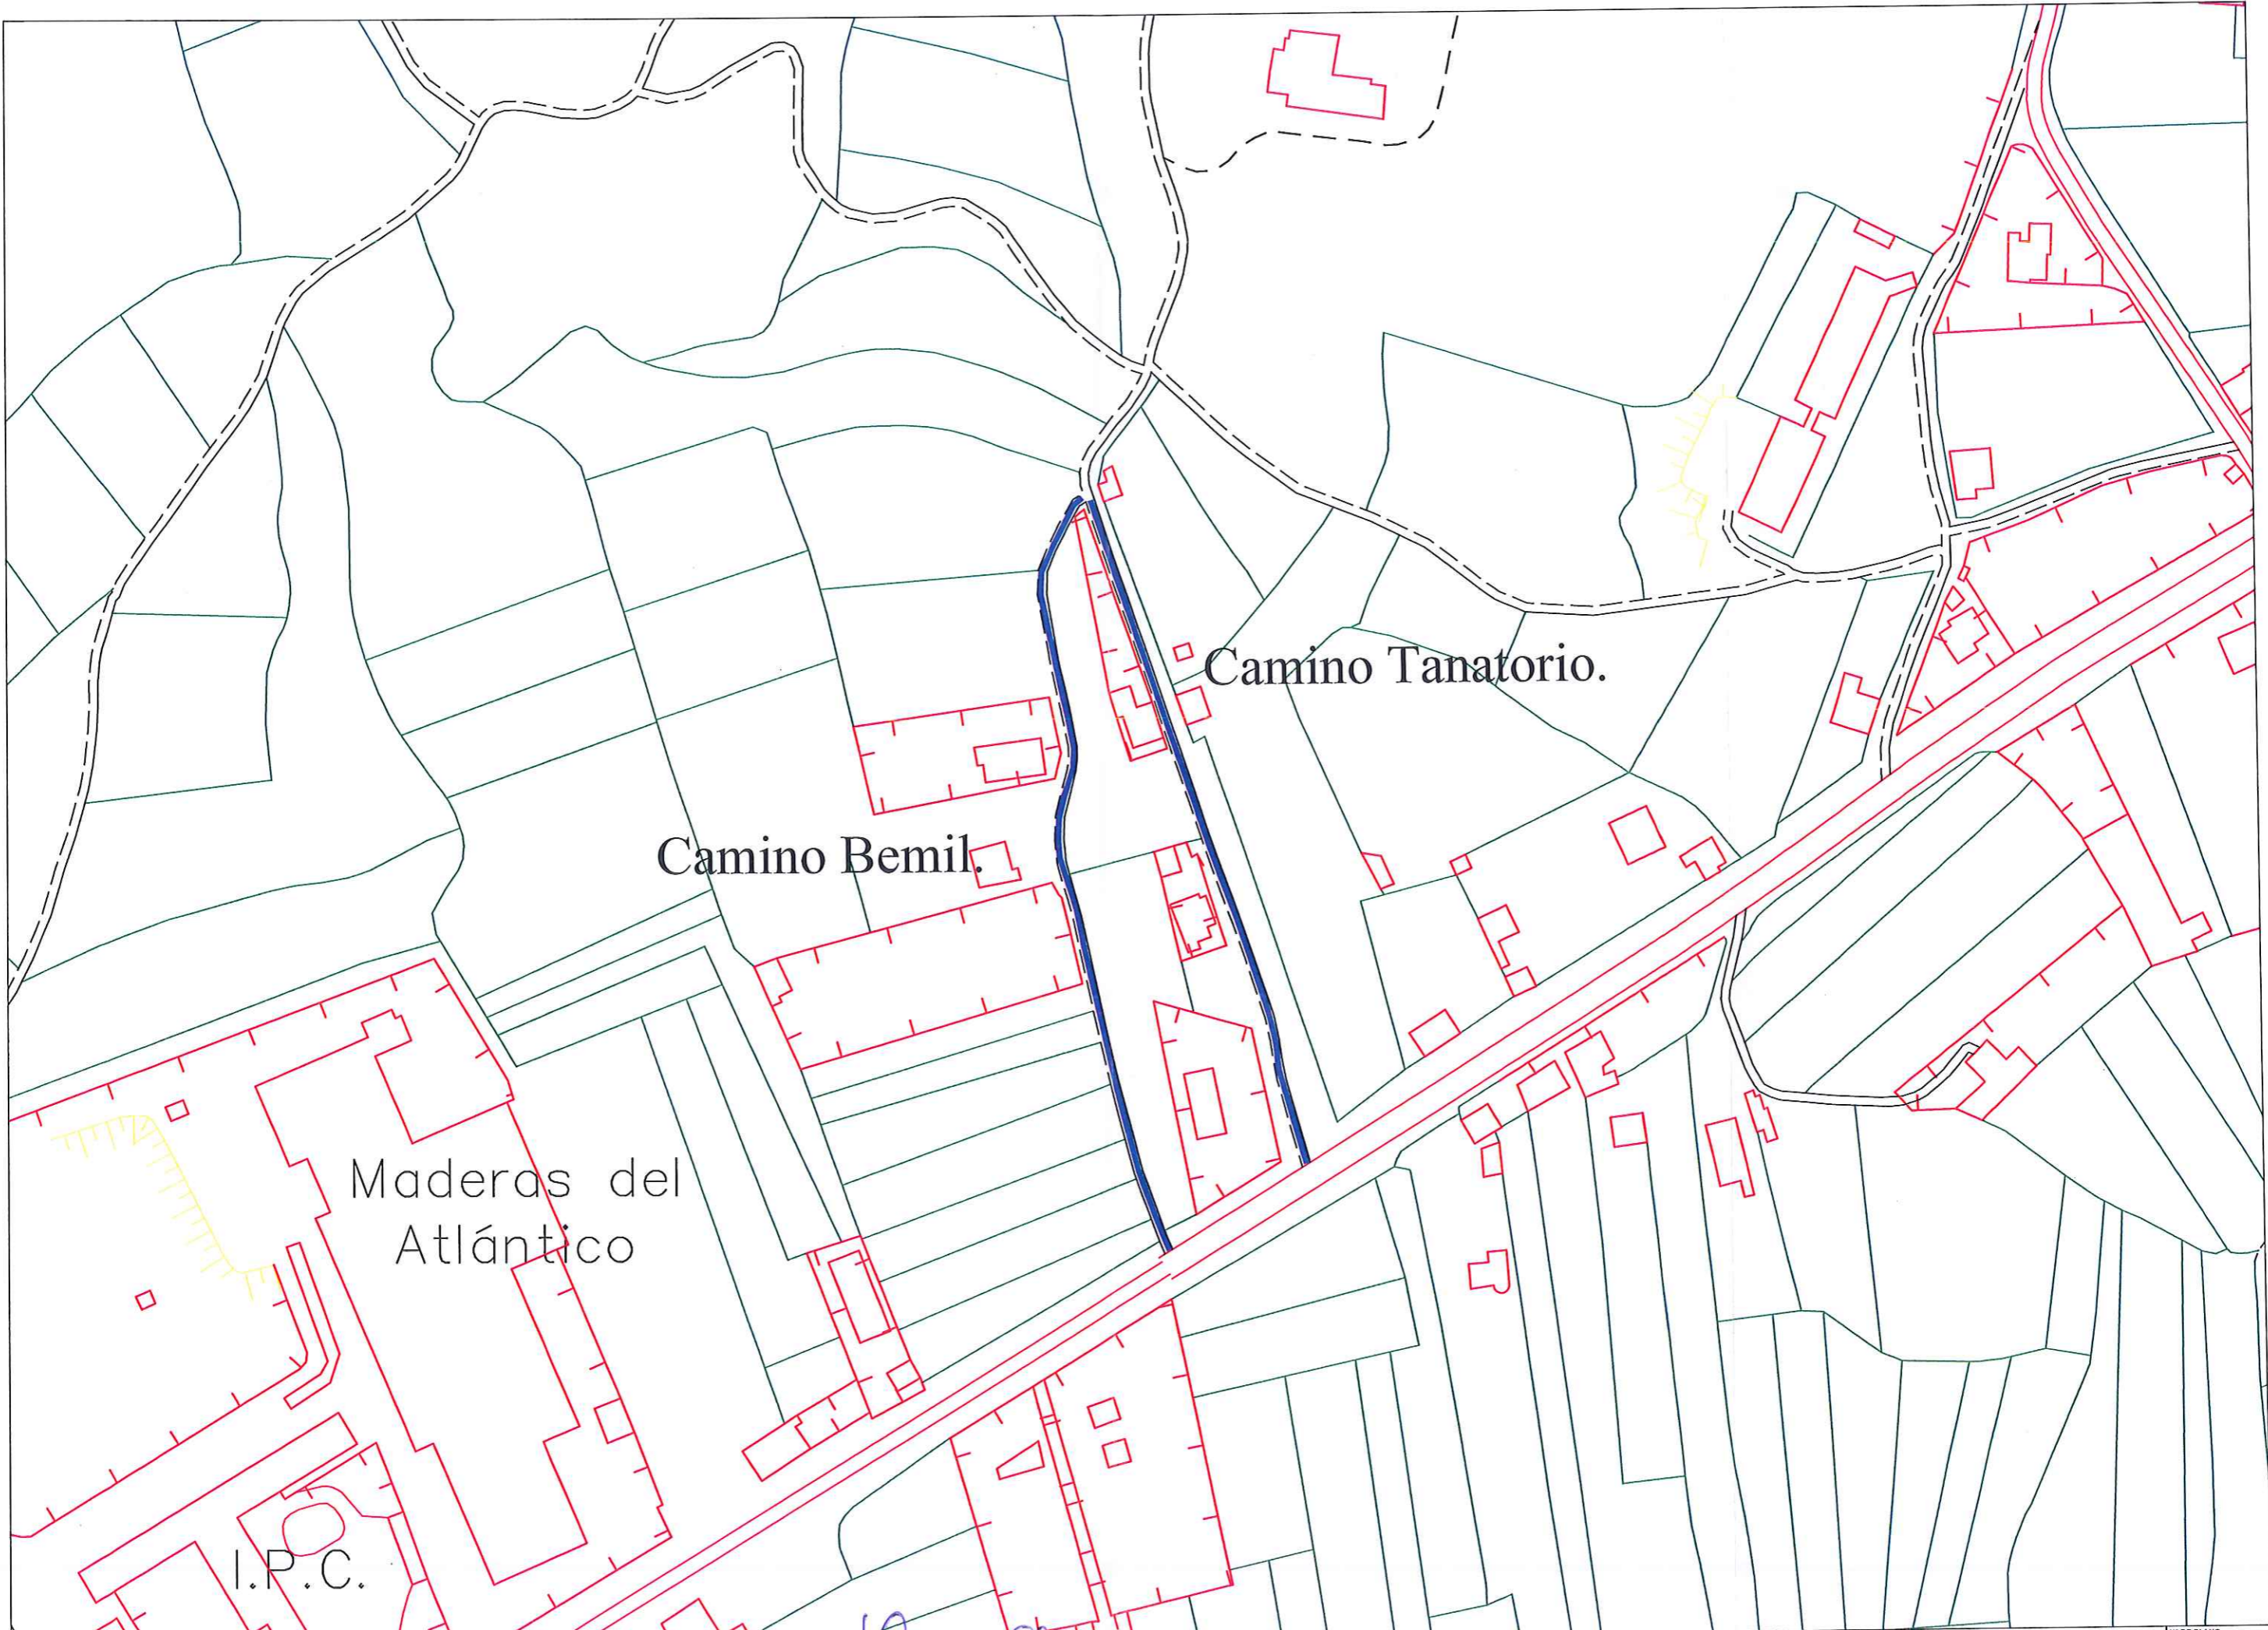 Camino Tanatorio.
Camino Bemil.
Maderas del
Atlántico
I.P.C.